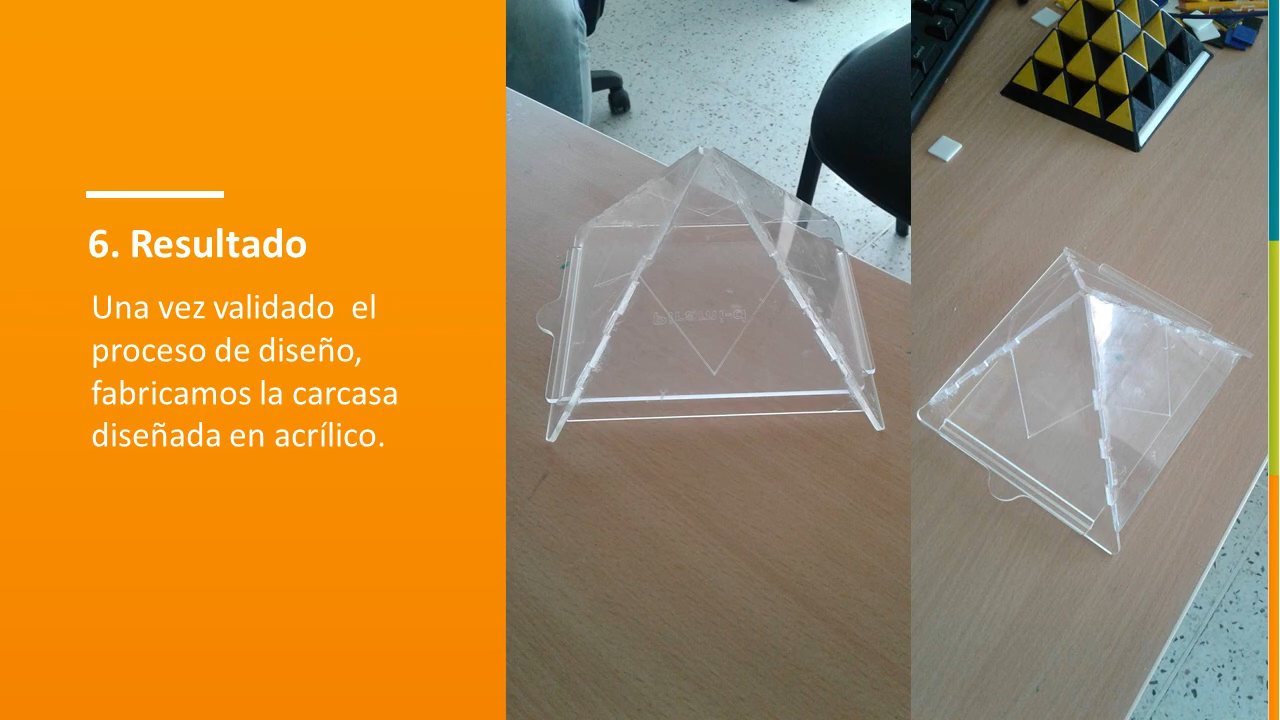 6. Resultado
Una vez validado  el
proceso de diseño,
fabricamos la carcasa
diseñada en acrílico.